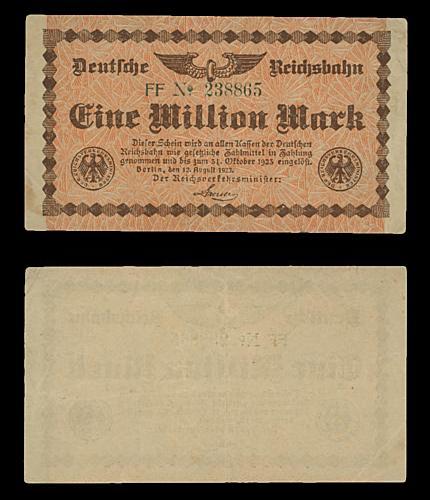 Deutsche Reichsbahn
FF No 238865
Eine Million Mark
Dieser Schein wird an allen Kassen der Deutschen
Reichsbahn wie gesetzliche Zahlmittel in Zahlung
genommen und bis zum 31. Oktober 1923 eingelöst.
Berlin, den 12. August 1923.
Der Reichsverkehrsminister: